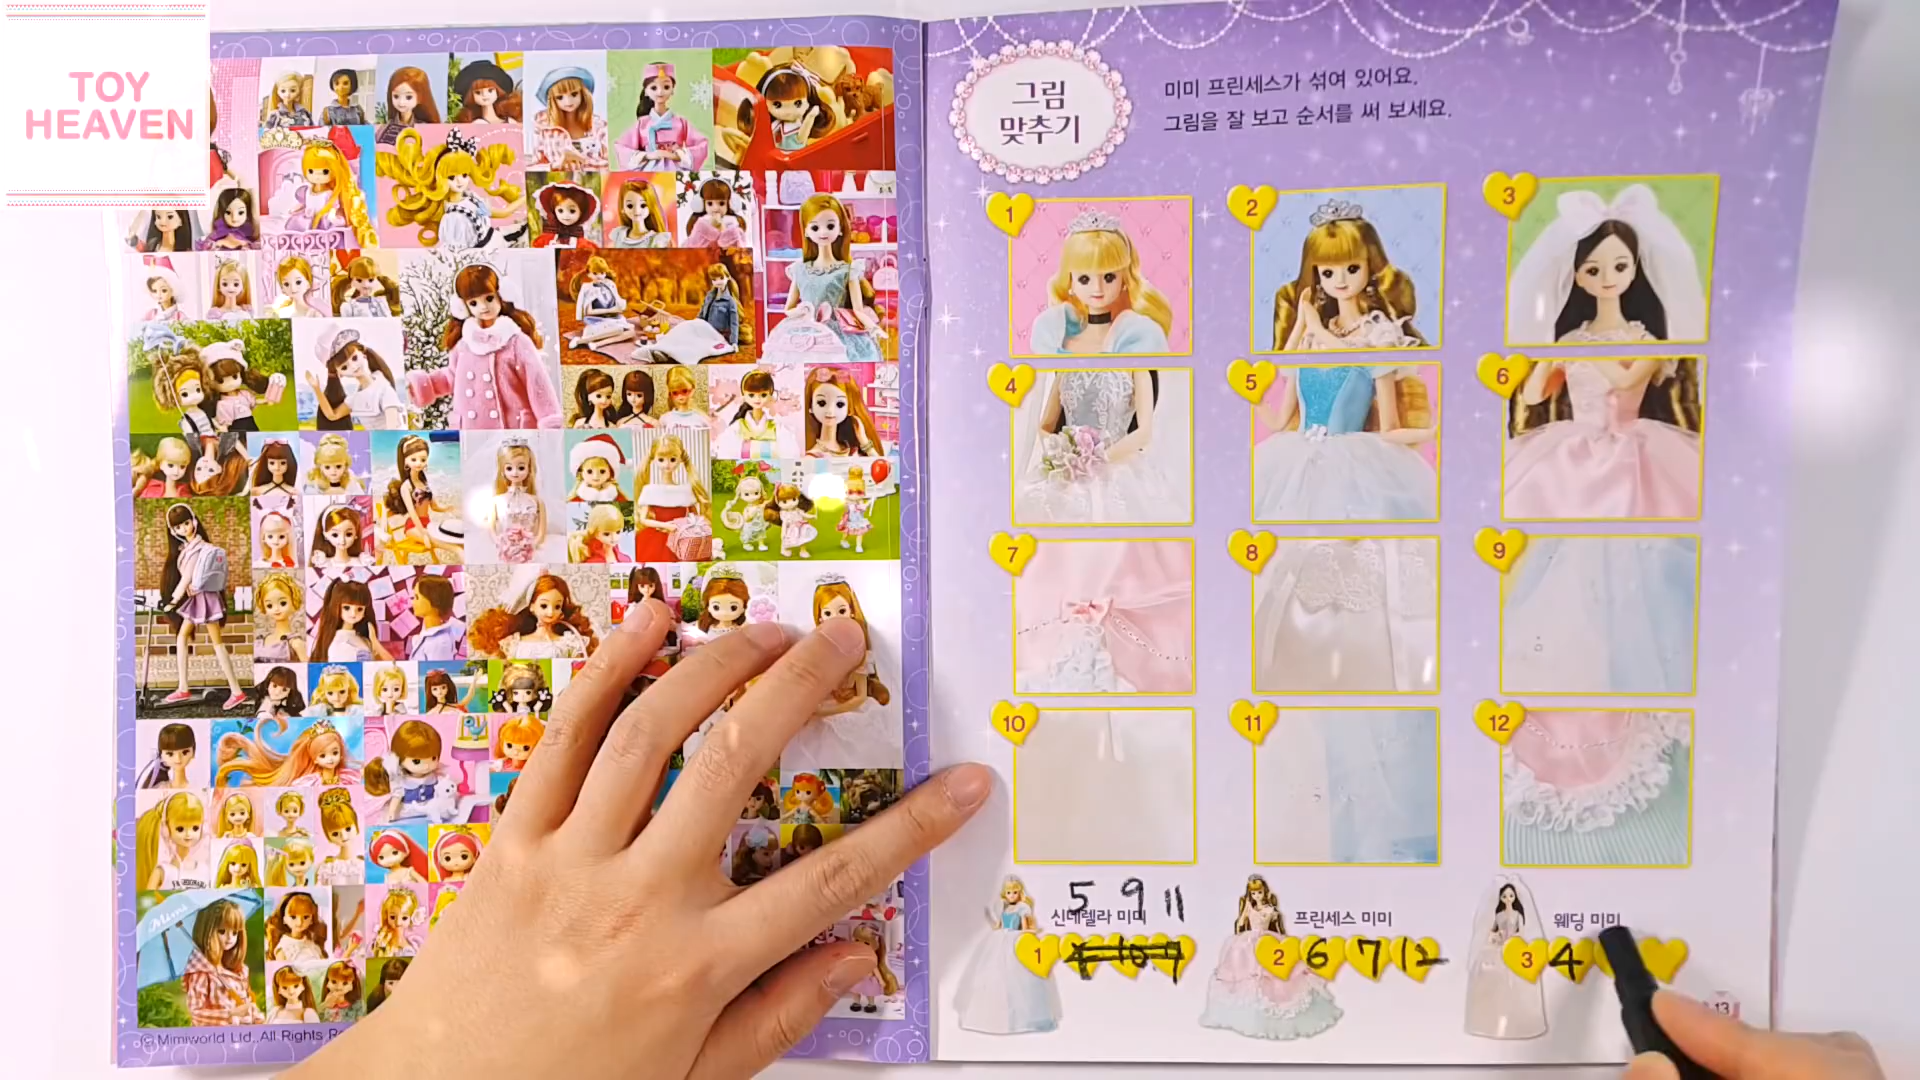 TOY
HEAVEN
그림
맞추기
미미 프린세스가 섞여 있어요.
그림을 잘 보고 순서를 써 보세요.
1
2
3
4
5
6
7
8
9
10
11
12
5 9 11
신데렐라 미미
프린세스 미미
웨딩 미미
1
2 6 7 12
3 4
Mimi
© Mimiworld Ltd., All Rights
13